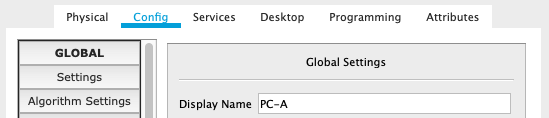 Physical Config Services Desktop Programming Attributes
GLOBAL
Settings
Algorithm Settings
Global Settings
Display Name PC-A